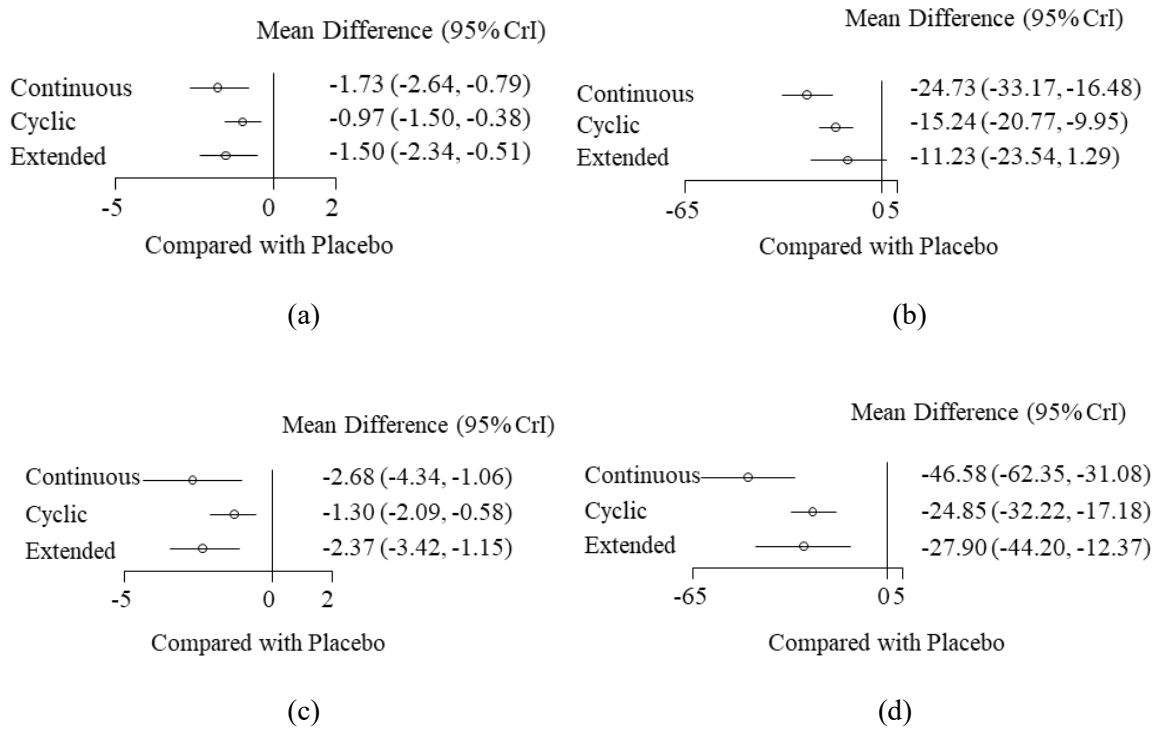 Mean Difference (95% CrI)
Continuous -1.73 (-2.64, -0.79)
Cyclic -0.97 (-1.50, -0.38)
Extended -1.50 (-2.34, -0.51)
-5 0 2
Compared with Placebo
(a)
Mean Difference (95% CrI)
Continuous -24.73 (-33.17, -16.48)
Cyclic -15.24 (-20.77, -9.95)
Extended -11.23 (-23.54, 1.29)
-65 0 5
Compared with Placebo
(b)
Mean Difference (95% CrI)
Continuous -2.68 (-4.34, -1.06)
Cyclic -1.30 (-2.09, -0.58)
Extended -2.37 (-3.42, -1.15)
-5 0 2
Compared with Placebo
(c)
Mean Difference (95% CrI)
Continuous -46.58 (-62.35, -31.08)
Cyclic -24.85 (-32.22, -17.18)
Extended -27.90 (-44.20, -12.37)
-65 0 5
Compared with Placebo
(d)